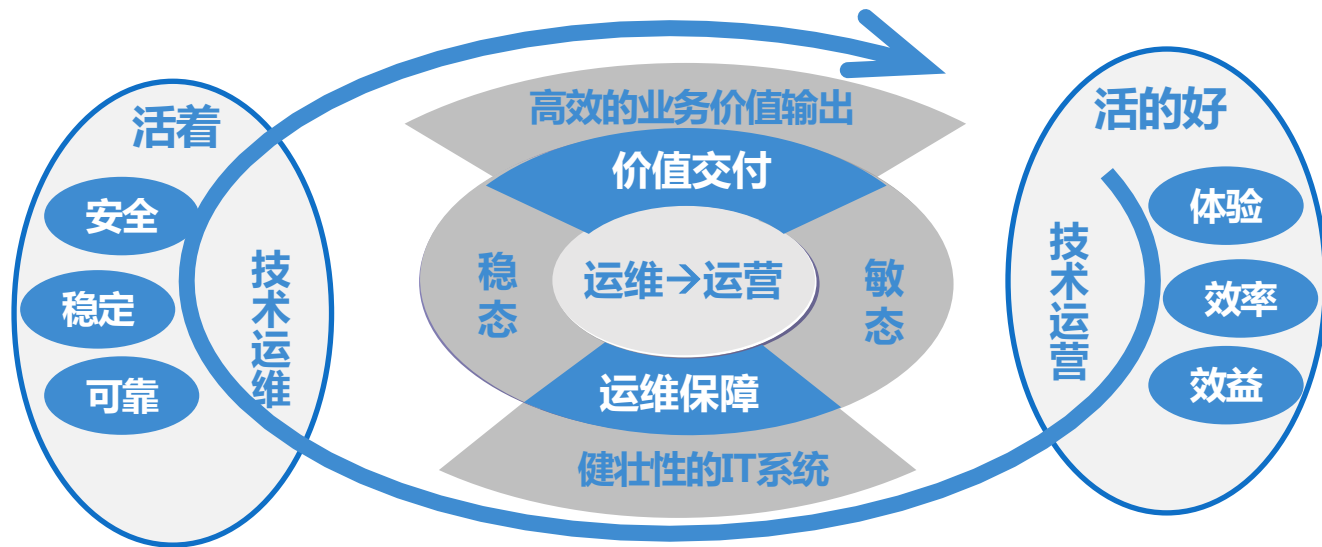 活着
安全
稳定
可靠
技术运维
高效的业务价值输出
价值交付
稳态
运维→运营
敏态
运维保障
健壮性的IT系统
活的好
技术运营
体验
效率
效益